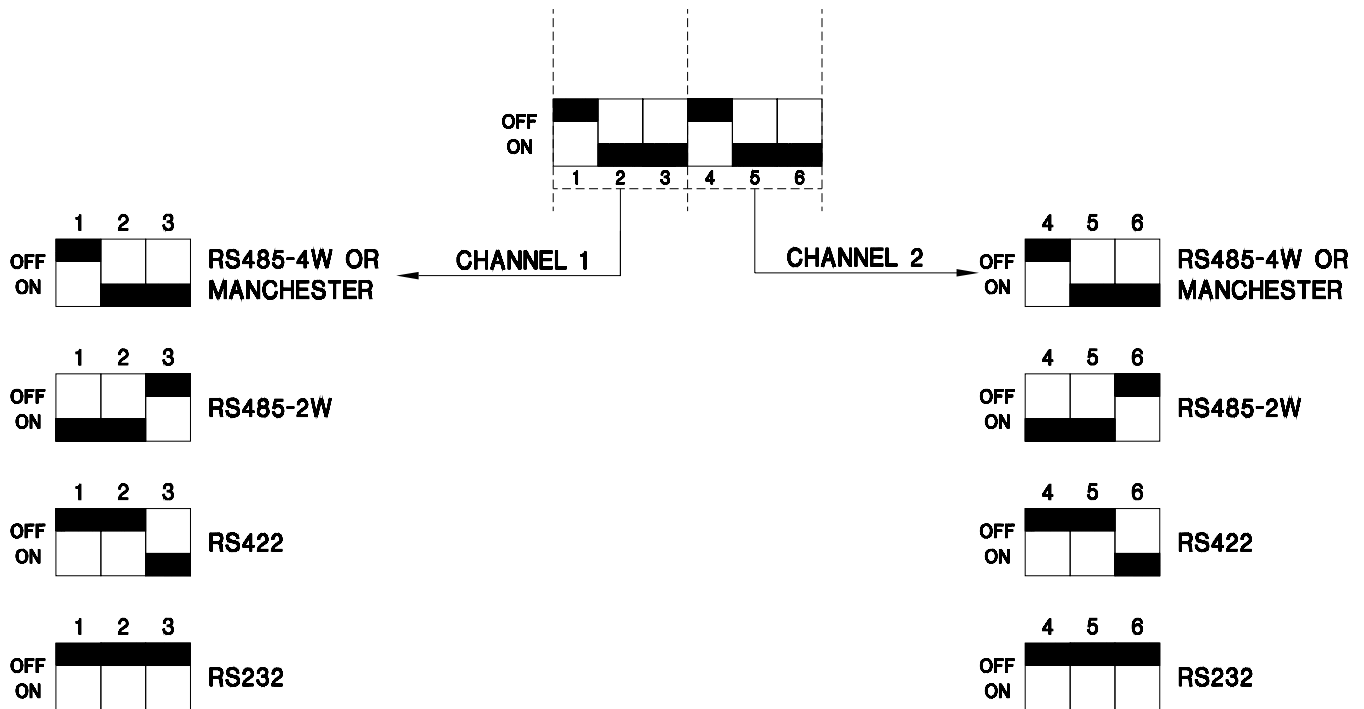 OFF
ON
1 2 3 4 5 6
CHANNEL 1
CHANNEL 2
1 2 3
OFF
ON
RS485-4W OR
MANCHESTER
1 2 3
OFF
ON
RS485-2W
1 2 3
OFF
ON
RS422
1 2 3
OFF
ON
RS232
4 5 6
OFF
ON
RS485-4W OR
MANCHESTER
4 5 6
OFF
ON
RS485-2W
4 5 6
OFF
ON
RS422
4 5 6
OFF
ON
RS232